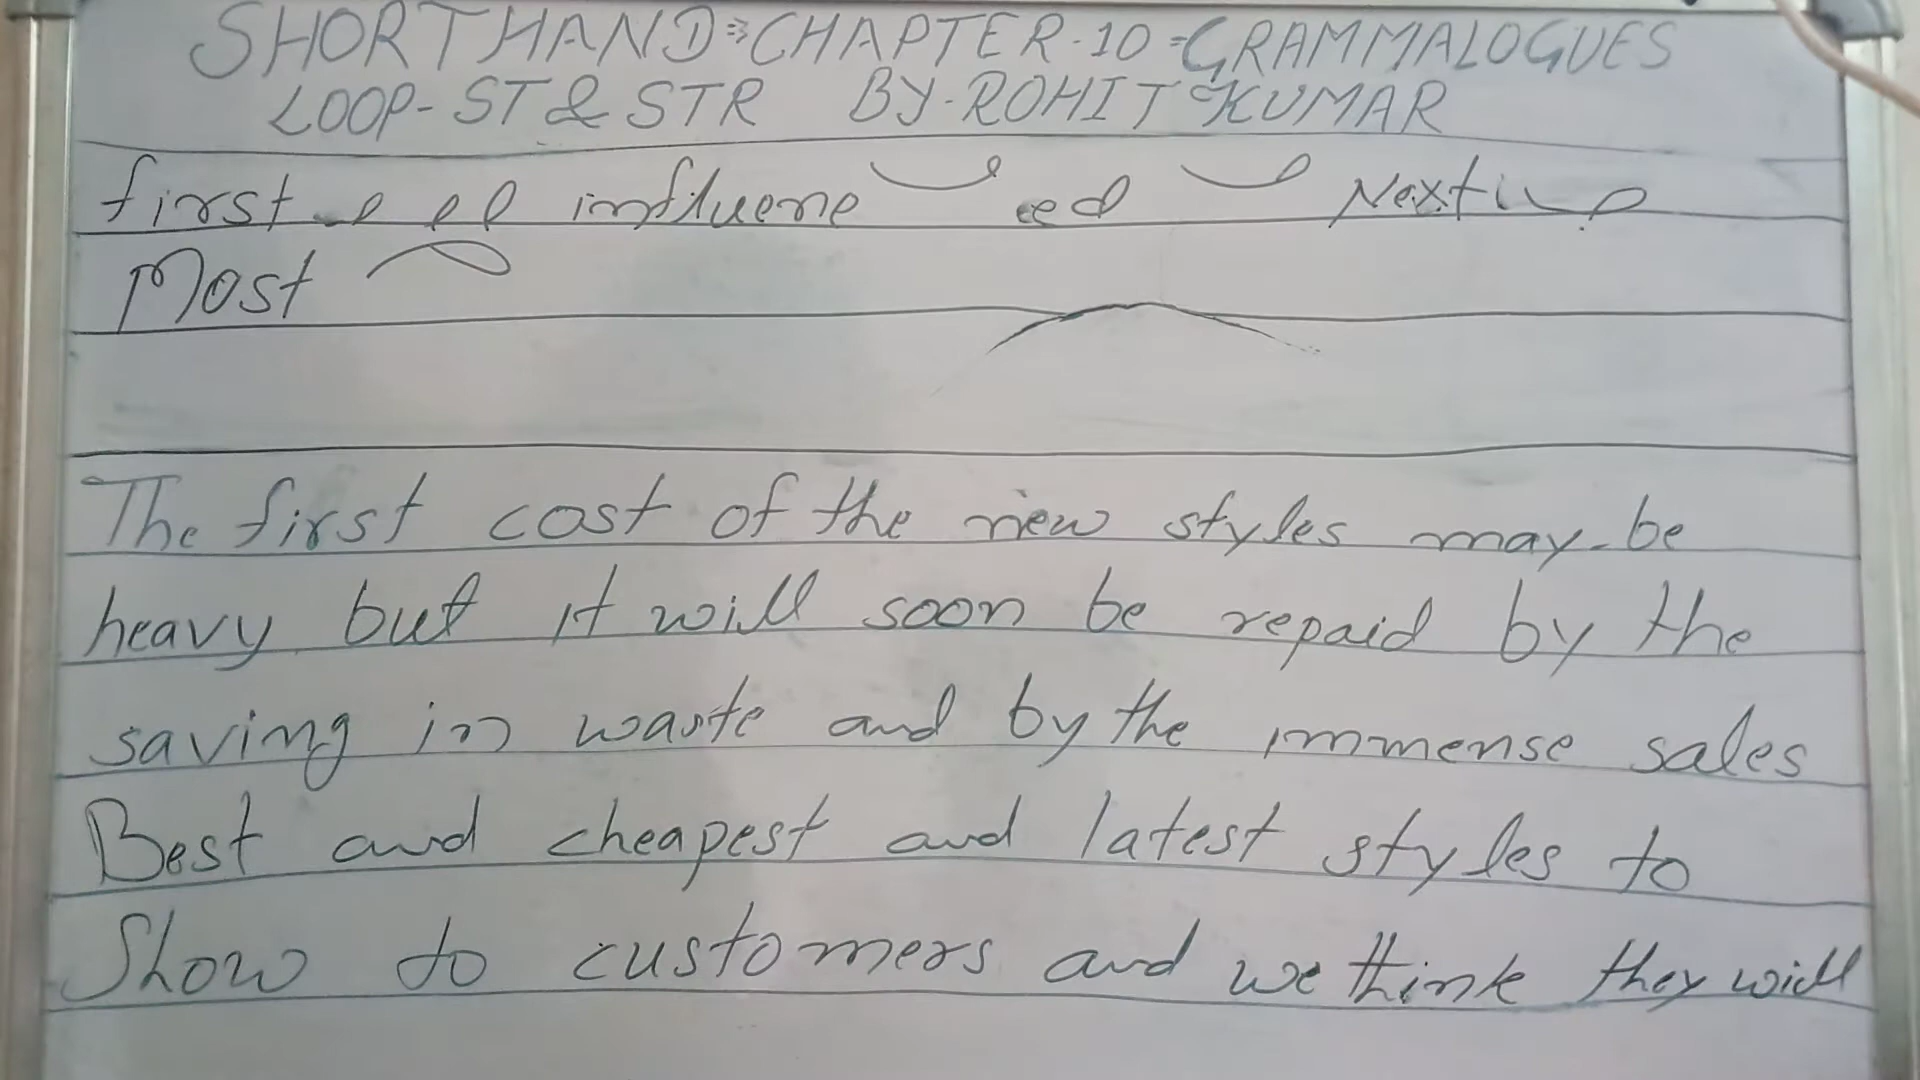 SHORTHAND⇒CHAPTER-10=GRAMMALOGUES
LOOP-ST & STR BY-ROHIT KUMAR
first influene eed Next
Most
The first cost of the new styles may-be
heavy but it will soon be repaid by the
saving in waste and by the immense sales
Best and cheapest and latest styles to
Show to customers and we think they will